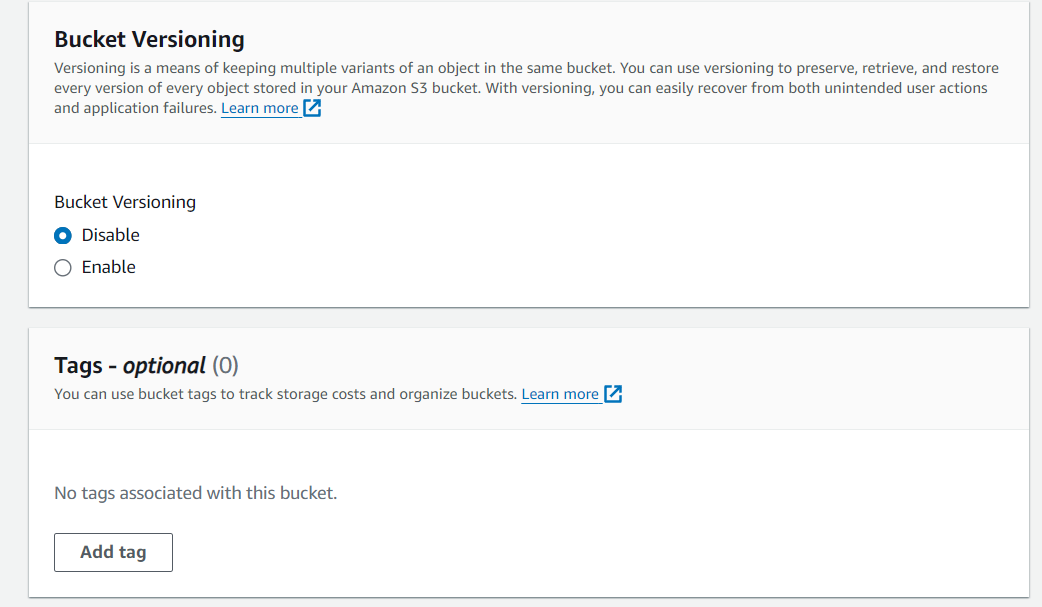 Bucket Versioning
Versioning is a means of keeping multiple variants of an object in the same bucket. You can use versioning to preserve, retrieve, and restore
every version of every object stored in your Amazon S3 bucket. With versioning, you can easily recover from both unintended user actions
and application failures. Learn more
Bucket Versioning
Disable
Enable
Tags - optional (0)
You can use bucket tags to track storage costs and organize buckets. Learn more
No tags associated with this bucket.
Add tag